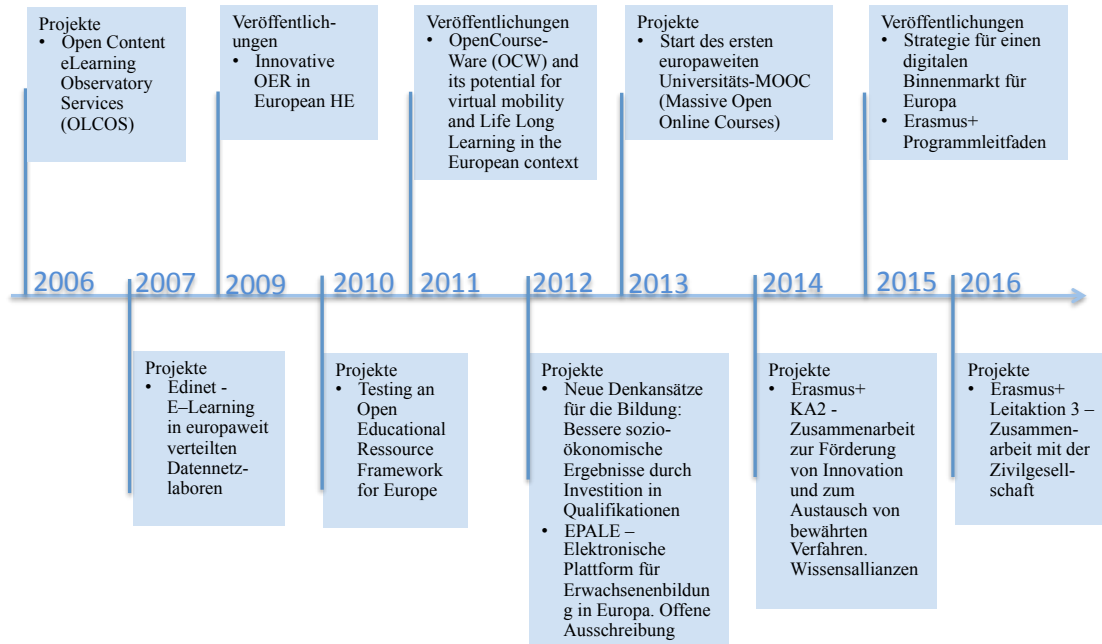 Projekte
• Open Content
eLearning
Observatory
Services
(OLCOS)
Veröffentlich-
ungen
• Innovative
OER in
European HE
Veröffentlichungen
• OpenCourse-
Ware (OCW) and
its potential for
virtual mobility
and Life Long
Learning in the
European context
Projekte
• Start des ersten
europaweiten
Universitäts-MOOC
(Massive Open
Online Courses)
Veröffentlichungen
• Strategie für einen
digitalen
Binnenmarkt für
Europa
• Erasmus+
Programmleitfaden
2006
2007
2009
2010
2011
2012
2013
2014
2015
2016
Projekte
• Edinet -
E–Learning
in europaweit
verteilten
Datennetz-
laboren
Projekte
• Testing an
Open
Educational
Ressource
Framework
for Europe
Projekte
• Neue Denkansätze
für die Bildung:
Bessere sozio-
ökonomische
Ergebnisse durch
Investition in
Qualifikationen
• EPALE –
Elektronische
Plattform für
Erwachsenenbildun
g in Europa. Offene
Ausschreibung
Projekte
• Erasmus+
KA2 -
Zusammenarbeit
zur Förderung
von Innovation
und zum
Austausch von
bewährten
Verfahren.
Wissensallianzen
Projekte
• Erasmus+
Leitaktion 3 –
Zusammen-
arbeit mit der
Zivilgesell-
schaft